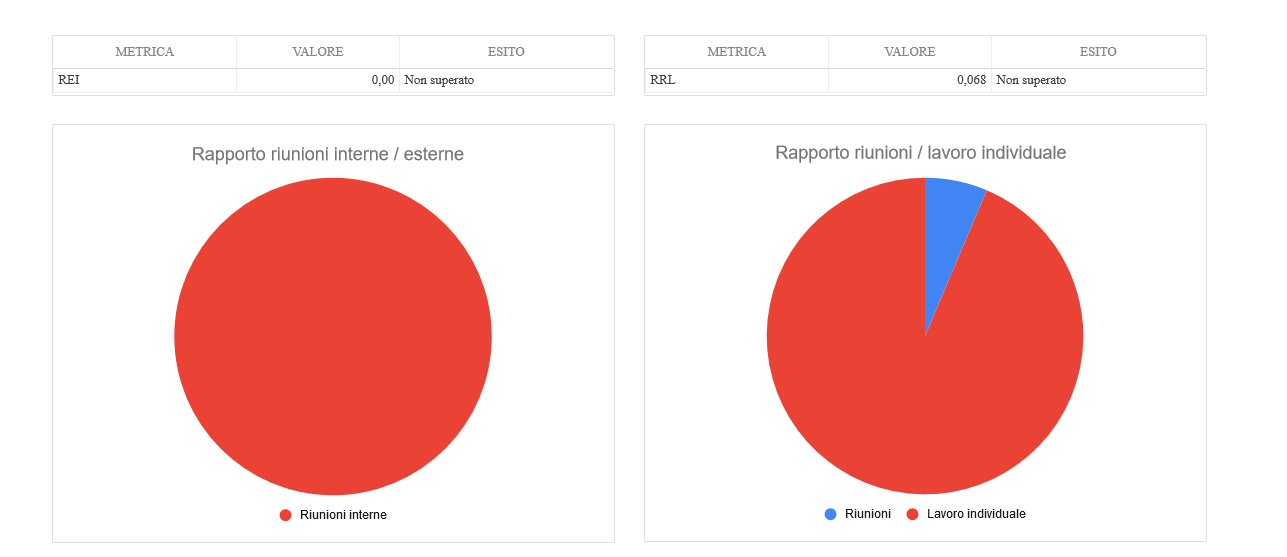 METRICA VALORE ESITO
REI 0,00 Non superato
Rapporto riunioni interne / esterne
Riunioni interne
METRICA VALORE ESITO
RRL 0,068 Non superato
Rapporto riunioni / lavoro individuale
Riunioni Lavoro individuale